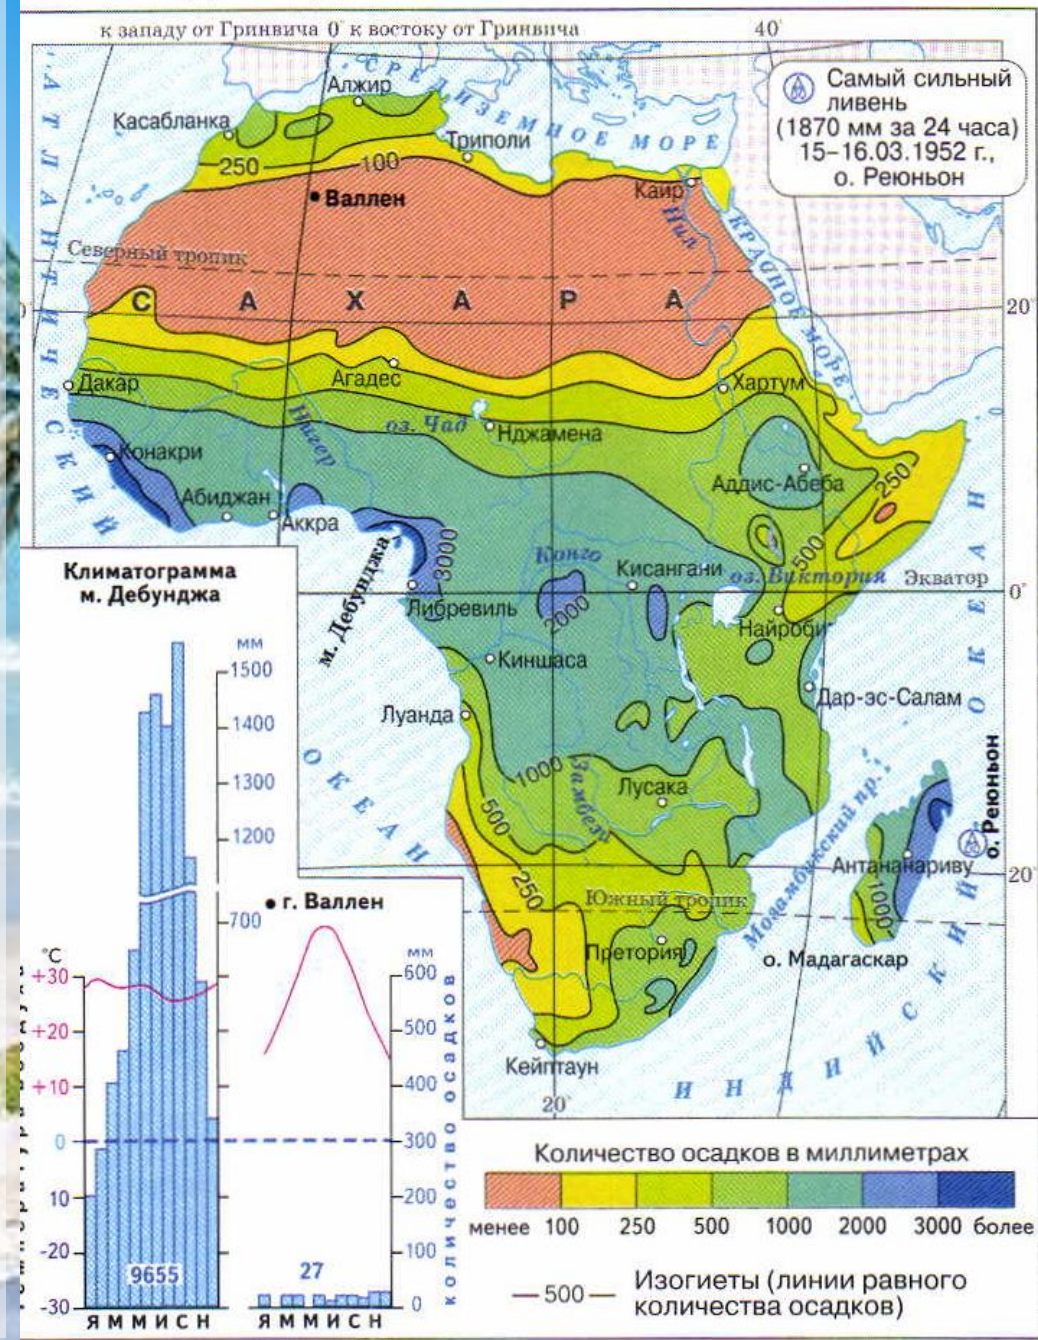 к западу от Гринвича 0° к востоку от Гринвича
40°
СРЕДИЗЕМНОЕ МОРЕ
Самый сильный
ливень
(1870 мм за 24 часа)
15–16.03.1952 г.,
о. Реюньон
АТЛАНТИЧЕСКИЙ
Алжир
Касабланка
Триполи
250
100
Каир
Валлен
Нил
КРАСНОЕ МОРЕ
Северный тропик
САХАРА
20°
Дакар
Агадес
Хартум
Нигер
оз. Чад
Нджамена
Конакри
Абиджан
Аккра
Аддис-Абеба
250
3000
Конго
500
Кисангани
оз. Виктория
Экватор
0°
м. Дебунджа
Либревиль
2000
Найроби
Киншаса
Дар-эс-Салам
Луанда
ОКЕАН
1000
Замбези
Лусака
500
Мозамбикский пр.
о. Реюньон
Антананариву
20°
250
Южный тропик
1000
Претория
о. Мадагаскар
Кейптаун
ИНДИЙСКИЙ
ОКЕАН
20°
Климатограмма
м. Дебунджа
мм
1500
1400
1300
1200
700
г. Валлен
°C
+30
+20
+10
0
10
-20
-30
мм
600
500
400
300
200
100
0
количество осадков
9655
27
Я М М И С Н
Я М М И С Н
Количество осадков в миллиметрах
менее 100 250 500 1000 2000 3000 более
500
Изогиеты (линии равного
количества осадков)